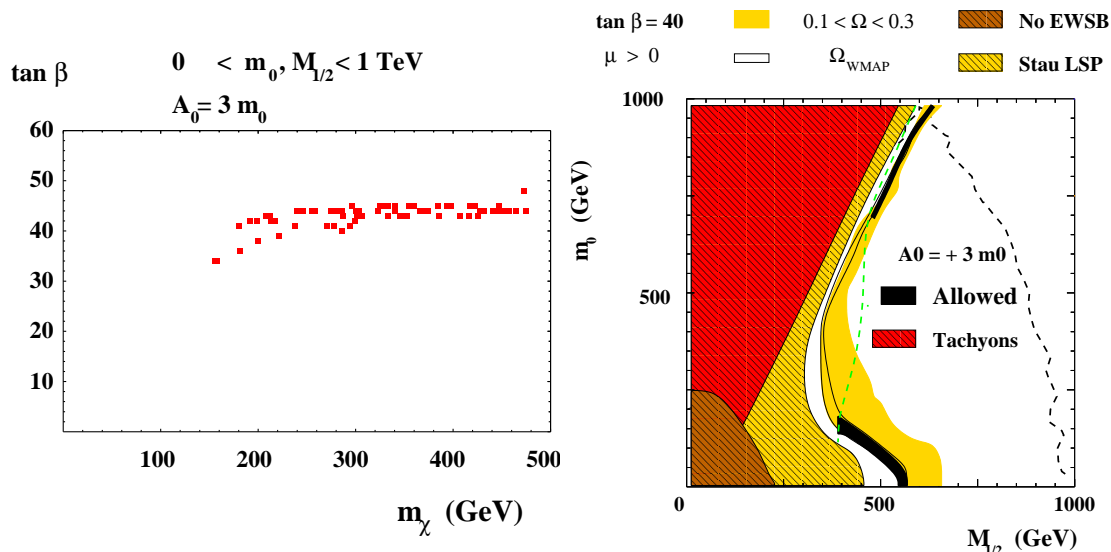 tan β
0 < m0, M1/2 < 1 TeV
A0 = 3 m0
60
50
40
30
20
10
100 200 300 400 500
mχ (GeV)
tan β = 40 0.1 < Ω < 0.3 No EWSB
μ > 0 ΩWMAP Stau LSP
1000
m0 (GeV)
500
A0 = + 3 m0
Allowed
Tachyons
0
0 500 1000
M1/2 (GeV)